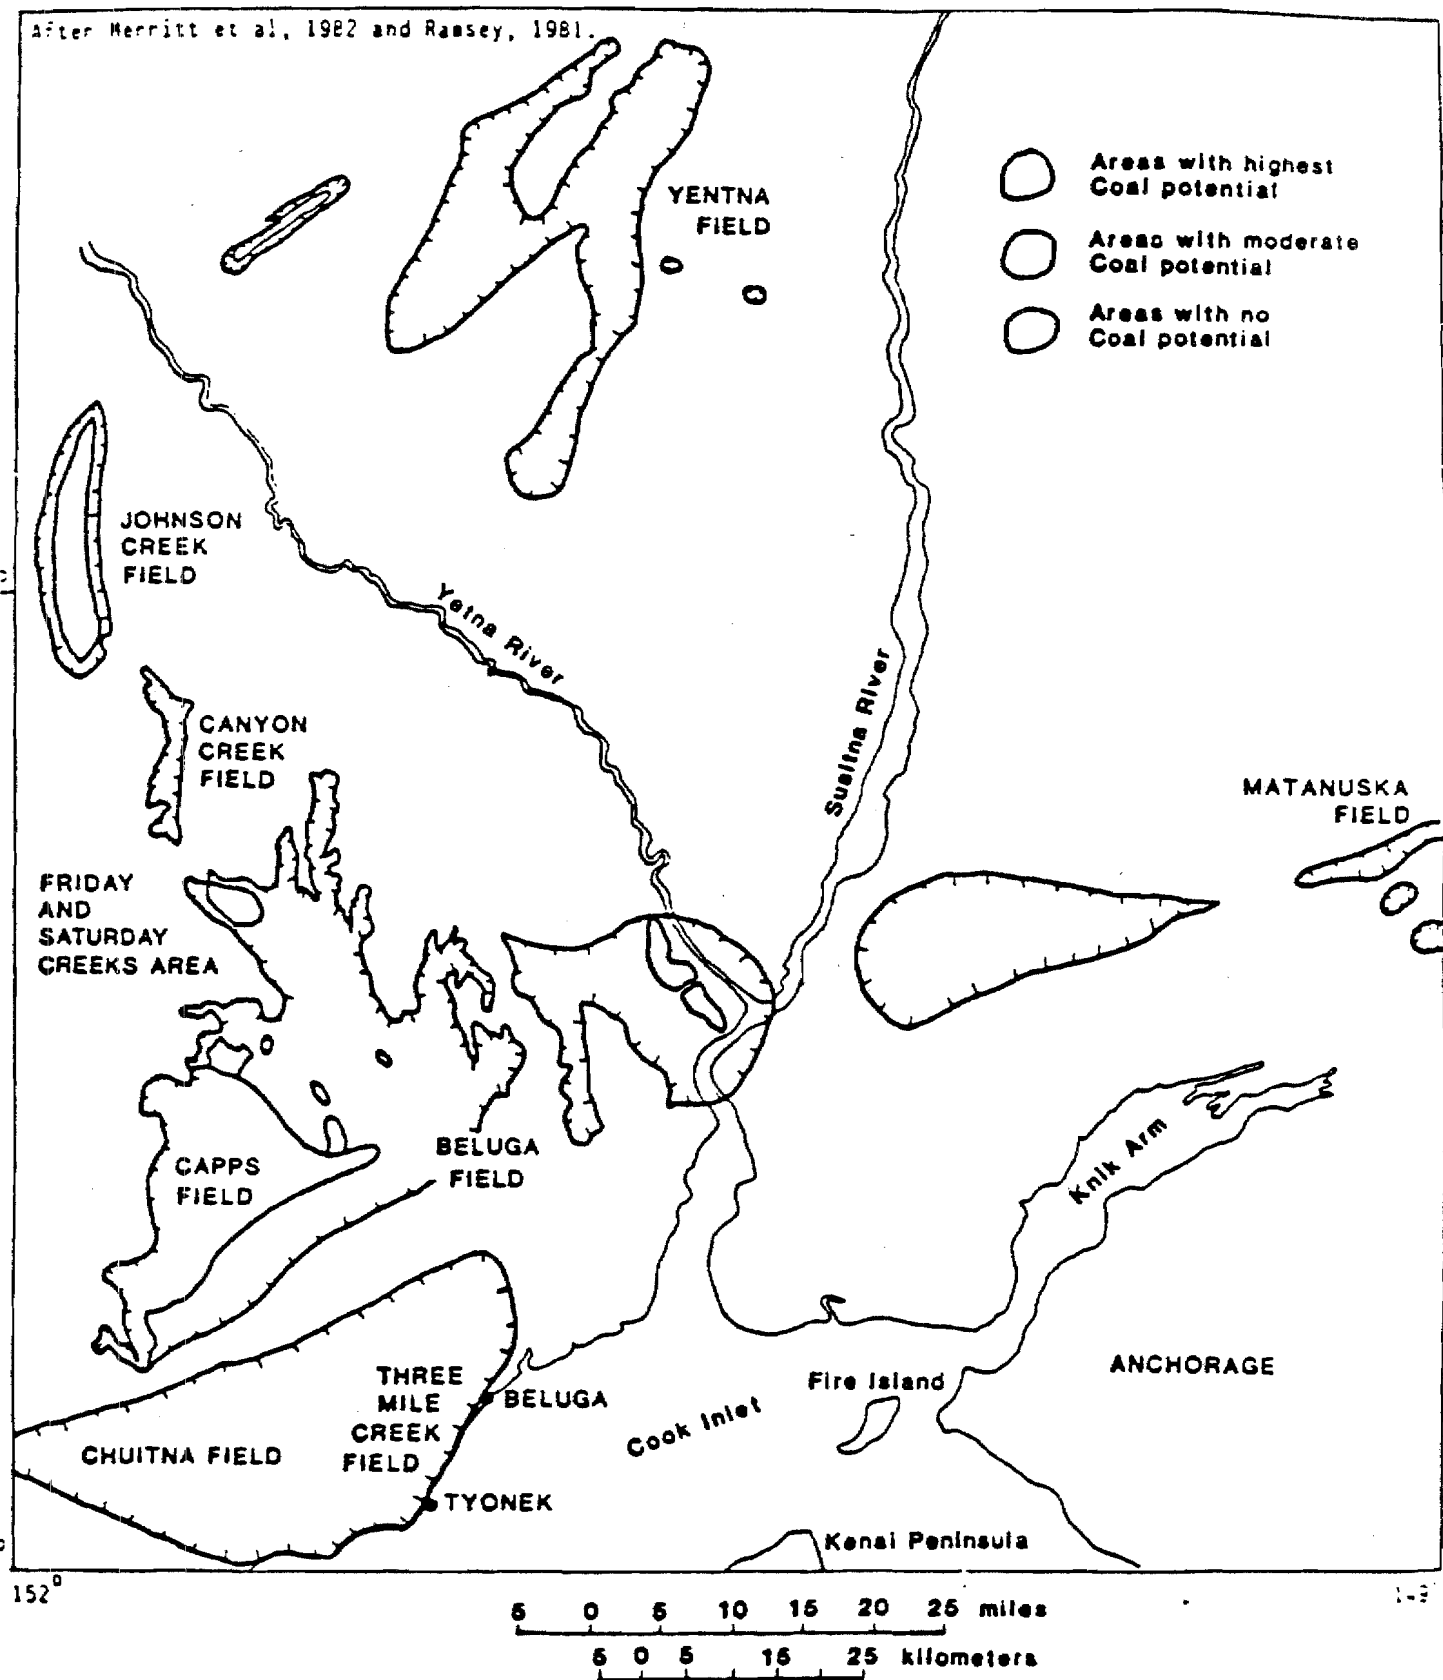 After Merritt et al, 1982 and Ramsey, 1981.
YENTNA
FIELD
Areas with highest
Coal potential
Areas with moderate
Coal potential
Areas with no
Coal potential
JOHNSON
CREEK
FIELD
Yetna River
Susitna River
CANYON
CREEK
FIELD
MATANUSKA
FIELD
FRIDAY
AND
SATURDAY
CREEKS AREA
Knik Arm
BELUGA
FIELD
CAPPS
FIELD
THREE
MILE
CREEK
FIELD
BELUGA
Fire Island
ANCHORAGE
Cook Inlet
CHUITNA FIELD
TYONEK
Kenai Peninsula
152°
5 0 5 10 15 20 25 miles
5 0 5 15 25 kilometers